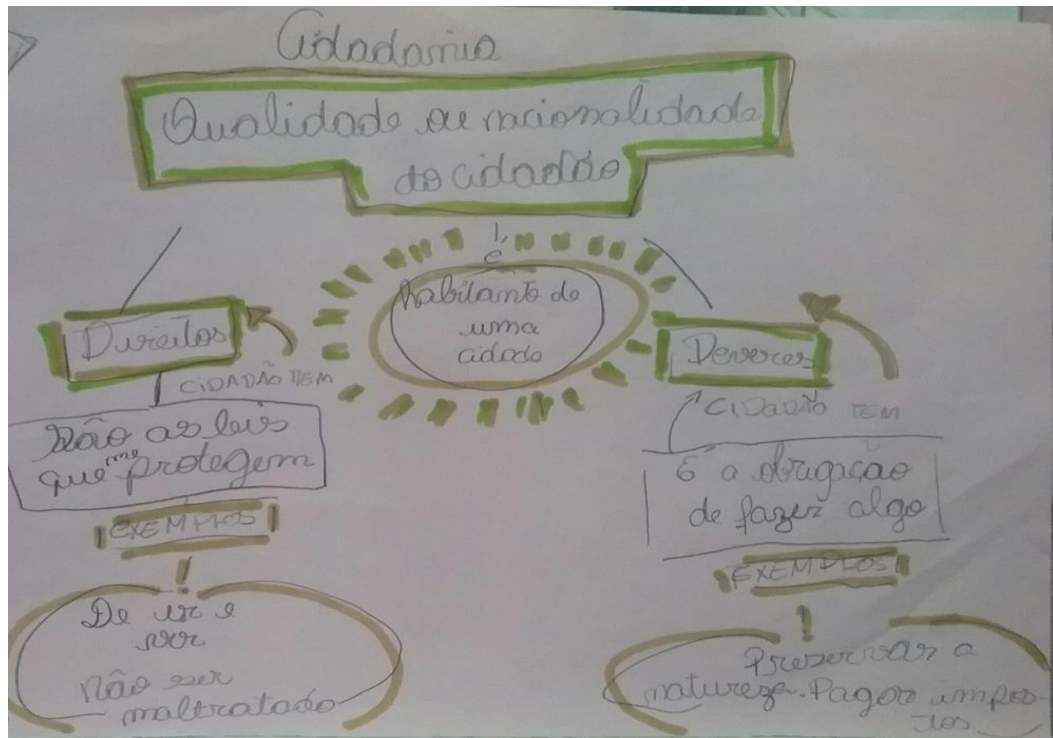 Cidadania
Qualidade ou nacionalidade
do cidadão
é
habitante de
uma
cidade
Direitos
CIDADÃO TEM
São as leis
que me protegem
EXEMPLOS
De ir e
vir
Não ser
maltratado
Deveres
CIDADÃO TEM
É a obrigação
de fazer algo
EXEMPLOS
Preservar a
natureza. Pagar impos-
tos